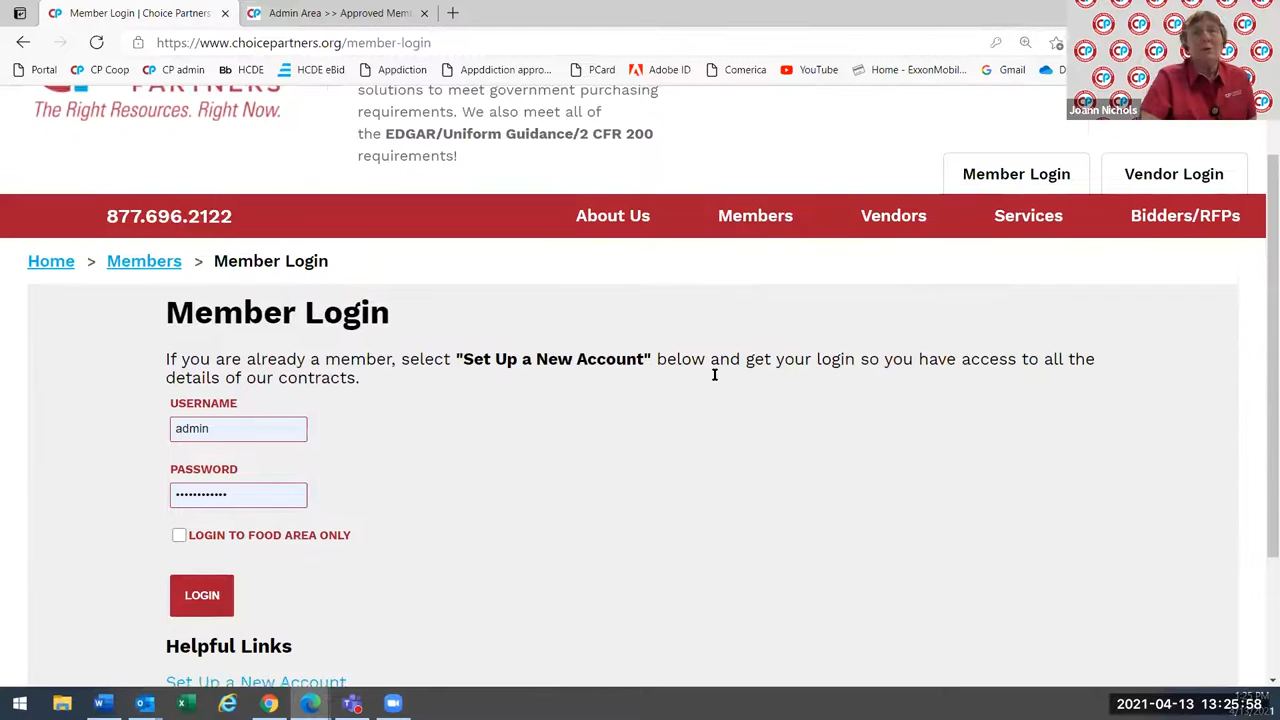 Member Login | Choice Partners
Admin Area >> Approved Mem
https://www.choicepartners.org/member-login
Portal CP Coop CP admin Bb HCDE HCDE eBid Appdiction Appddiction appro... PCard Adobe ID Comerica YouTube Home - ExxonMobil... Gmail
PARTNERS
The Right Resources. Right Now.
solutions to meet government purchasing
requirements. We also meet all of
the EDGAR/Uniform Guidance/2 CFR 200
requirements!
Joann Nichols
Member Login Vendor Login
877.696.2122 About Us Members Vendors Services Bidders/RFPs
Home > Members > Member Login
Member Login
If you are already a member, select "Set Up a New Account" below and get your login so you have access to all the
details of our contracts.
USERNAME
admin
PASSWORD
••••••••••••
LOGIN TO FOOD AREA ONLY
LOGIN
Helpful Links
Set Up a New Account
1:25 PM
2021-04-13 13:25:58